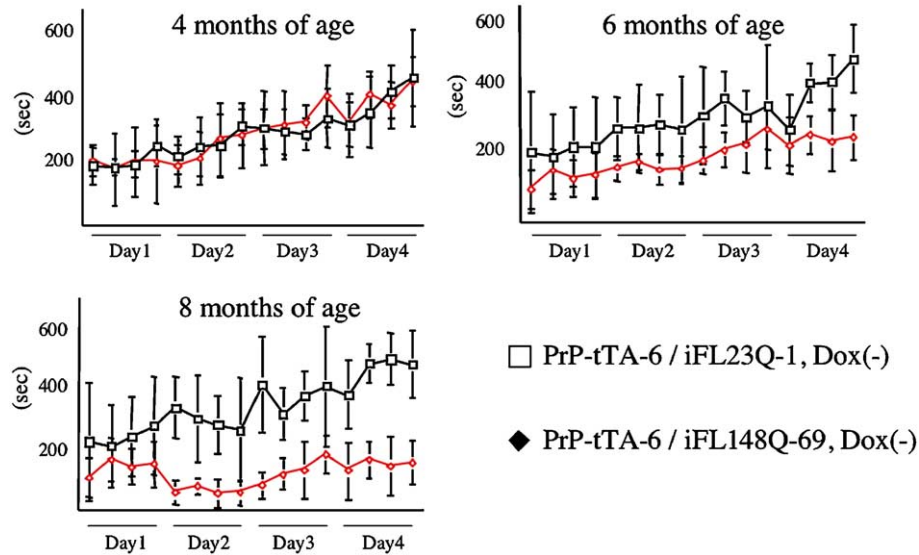 4 months of age
600
400
200
(sec)
Day1 Day2 Day3 Day4
6 months of age
600
400
200
(sec)
Day1 Day2 Day3 Day4
8 months of age
600
400
200
(sec)
Day1 Day2 Day3 Day4
PrP-tTA-6 / iFL23Q-1, Dox(-)
PrP-tTA-6 / iFL148Q-69, Dox(-)